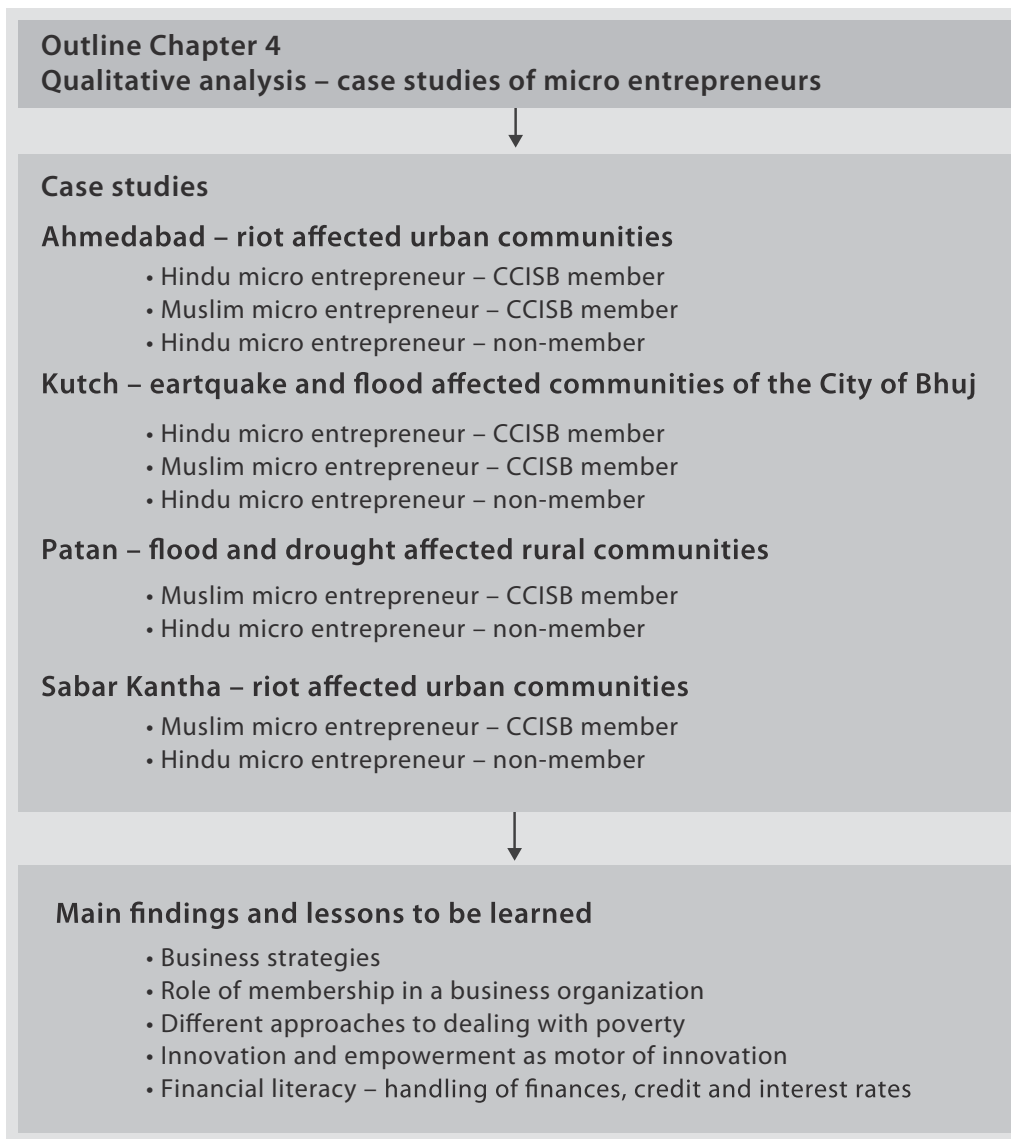 Outline Chapter 4
Qualitative analysis – case studies of micro entrepreneurs
Case studies
Ahmedabad – riot affected urban communities
• Hindu micro entrepreneur – CCISB member
• Muslim micro entrepreneur – CCISB member
• Hindu micro entrepreneur – non-member
Kutch – eartquake and flood affected communities of the City of Bhuj
• Hindu micro entrepreneur – CCISB member
• Muslim micro entrepreneur – CCISB member
• Hindu micro entrepreneur – non-member
Patan – flood and drought affected rural communities
• Muslim micro entrepreneur – CCISB member
• Hindu micro entrepreneur – non-member
Sabar Kantha – riot affected urban communities
• Muslim micro entrepreneur – CCISB member
• Hindu micro entrepreneur – non-member
Main findings and lessons to be learned
• Business strategies
• Role of membership in a business organization
• Different approaches to dealing with poverty
• Innovation and empowerment as motor of innovation
• Financial literacy – handling of finances, credit and interest rates